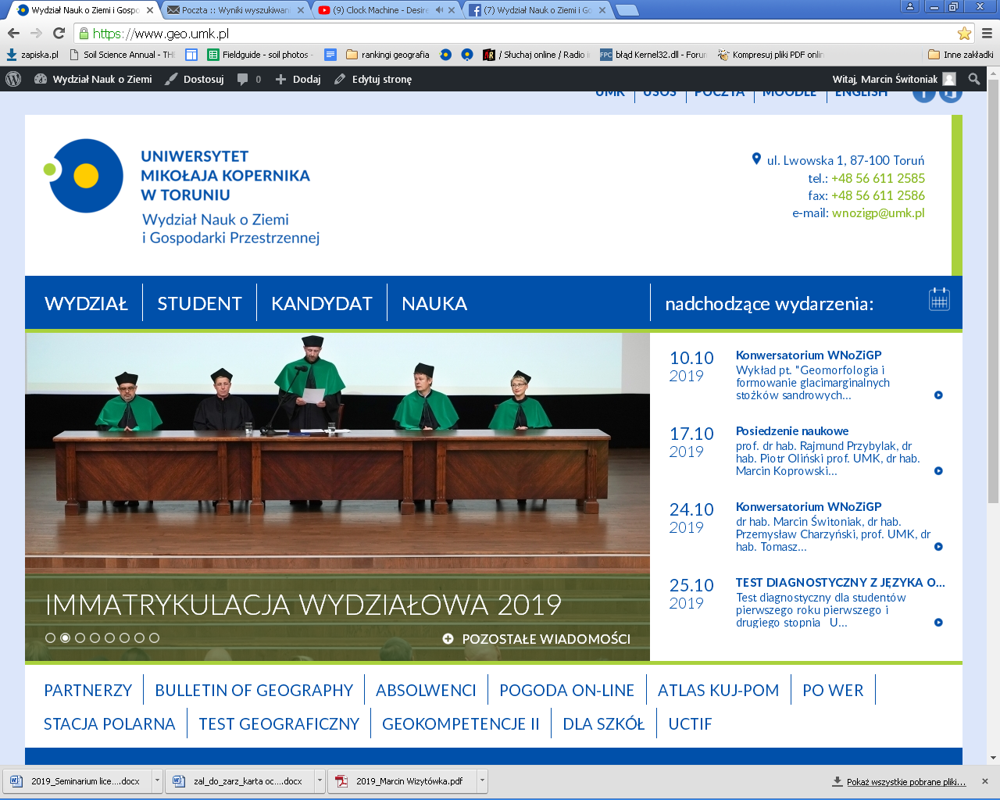 Wydział Nauk o Ziemi i Gospo
Poczta :: Wyniki wyszukiwani
(9) Clock Machine - Desire
(7) Wydział Nauk o Ziemi i Go
https://www.geo.umk.pl
zapiska.pl
Soil Science Annual - THE
Fieldguide - soil photos -
rankingi geografia
/ Słuchaj online / Radio i
błąd Kernel32.dll - Forum
Kompresuj pliki PDF onlin
Inne zakładki
Wydział Nauk o Ziemi
Dostosuj
0
Dodaj
Edytuj stronę
Witaj, Marcin Świtoniak
UMK
USOS
POCZTA
MOODLE
ENGLISH
UNIWERSYTET
MIKOŁAJA KOPERNIKA
W TORUNIU
Wydział Nauk o Ziemi
i Gospodarki Przestrzennej
ul. Lwowska 1, 87-100 Toruń
tel.: +48 56 611 2585
fax: +48 56 611 2586
e-mail: wnozigp@umk.pl
WYDZIAŁ
STUDENT
KANDYDAT
NAUKA
nadchodzące wydarzenia:
10.10
2019
Konwersatorium WNoZiGP
Wykład pt. "Geomorfologia i
formowanie glacimarginalnych
stożków sandrowych...
17.10
2019
Posiedzenie naukowe
prof. dr hab. Rajmund Przybylak, dr
hab. Piotr Oliński prof. UMK, dr hab.
Marcin Koprowski...
24.10
2019
Konwersatorium WNoZiGP
dr hab. Marcin Świtoniak, dr hab.
Przemysław Charzyński, prof. UMK, dr
hab. Tomasz...
25.10
2019
TEST DIAGNOSTYCZNY Z JĘZYKA O...
Test diagnostyczny dla studentów
pierwszego roku pierwszego i
drugiego stopnia U...
IMMATRYKULACJA WYDZIAŁOWA 2019
POZOSTAŁE WIADOMOŚCI
PARTNERZY
BULLETIN OF GEOGRAPHY
ABSOLWENCI
POGODA ON-LINE
ATLAS KUJ-POM
PO WER
STACJA POLARNA
TEST GEOGRAFICZNY
GEOKOMPETENCJE II
DLA SZKÓŁ
UCTIF
2019_Seminarium lice....docx
zal_do_zarz_karta oc....docx
2019_Marcin Wizytówka.pdf
Pokaż wszystkie pobrane pliki...